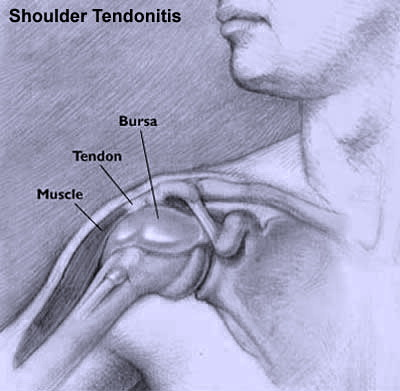 Shoulder Tendonitis
Bursa
Tendon
Muscle